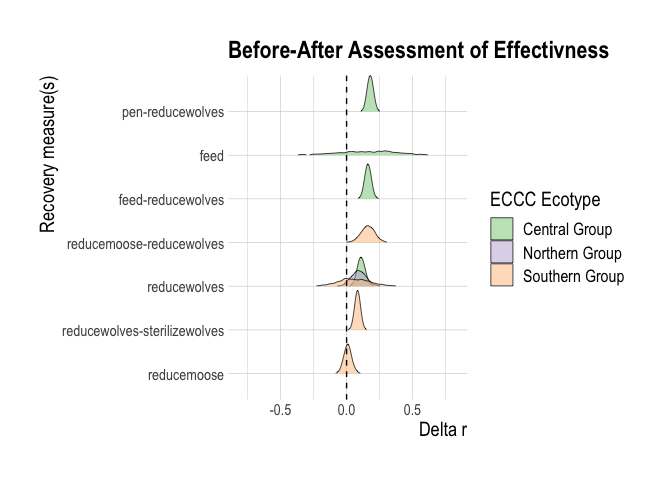 Before-After Assessment of Effectivness
Recovery measure(s)
pen-reducewolves
feed
feed-reducewolves
reducemoose-reducewolves
reducewolves
reducewolves-sterilizewolves
reducemoose
-0.5 0.0 0.5
Delta r
ECCC Ecotype
Central Group
Northern Group
Southern Group